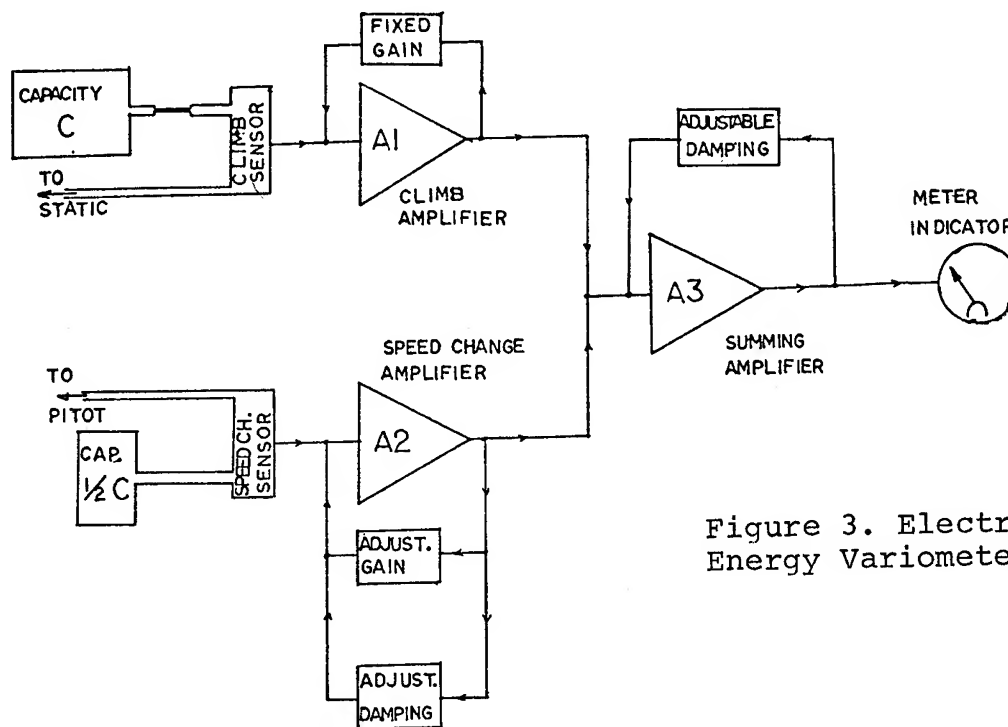 FIXED
GAIN
CAPACITY
C
CLIMB
SENSOR
A1
TO
STATIC
CLIMB
AMPLIFIER
ADJUSTABLE
DAMPING
METER
INDICATOR
A3
SUMMING
AMPLIFIER
SPEED CHANGE
AMPLIFIER
TO
PITOT
CAP.
½ C
SPEED CH.
SENSOR
A2
ADJUST.
GAIN
ADJUST.
DAMPING
Figure 3. Electr
Energy Variomete